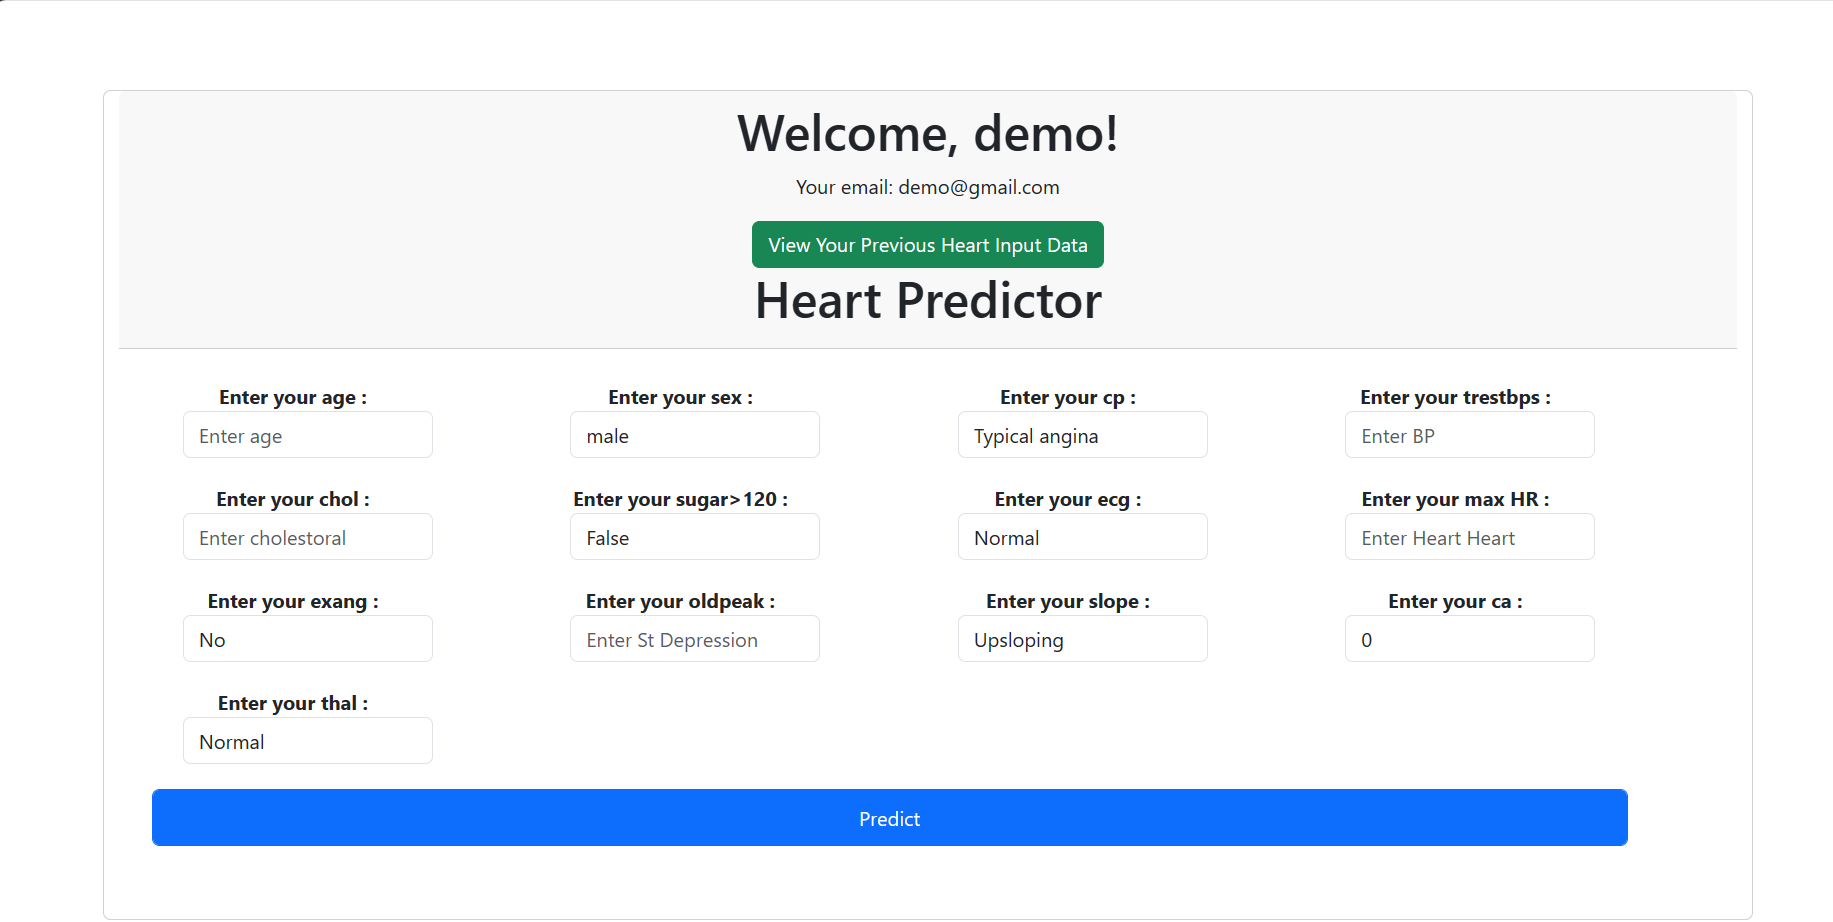 Welcome, demo!
Your email: demo@gmail.com
View Your Previous Heart Input Data
Heart Predictor
Enter your age :
Enter age
Enter your sex :
male
Enter your cp :
Typical angina
Enter your trestbps :
Enter BP
Enter your chol :
Enter cholestoral
Enter your sugar>120 :
False
Enter your ecg :
Normal
Enter your max HR :
Enter Heart Heart
Enter your exang :
No
Enter your oldpeak :
Enter St Depression
Enter your slope :
Upsloping
Enter your ca :
0
Enter your thal :
Normal
Predict